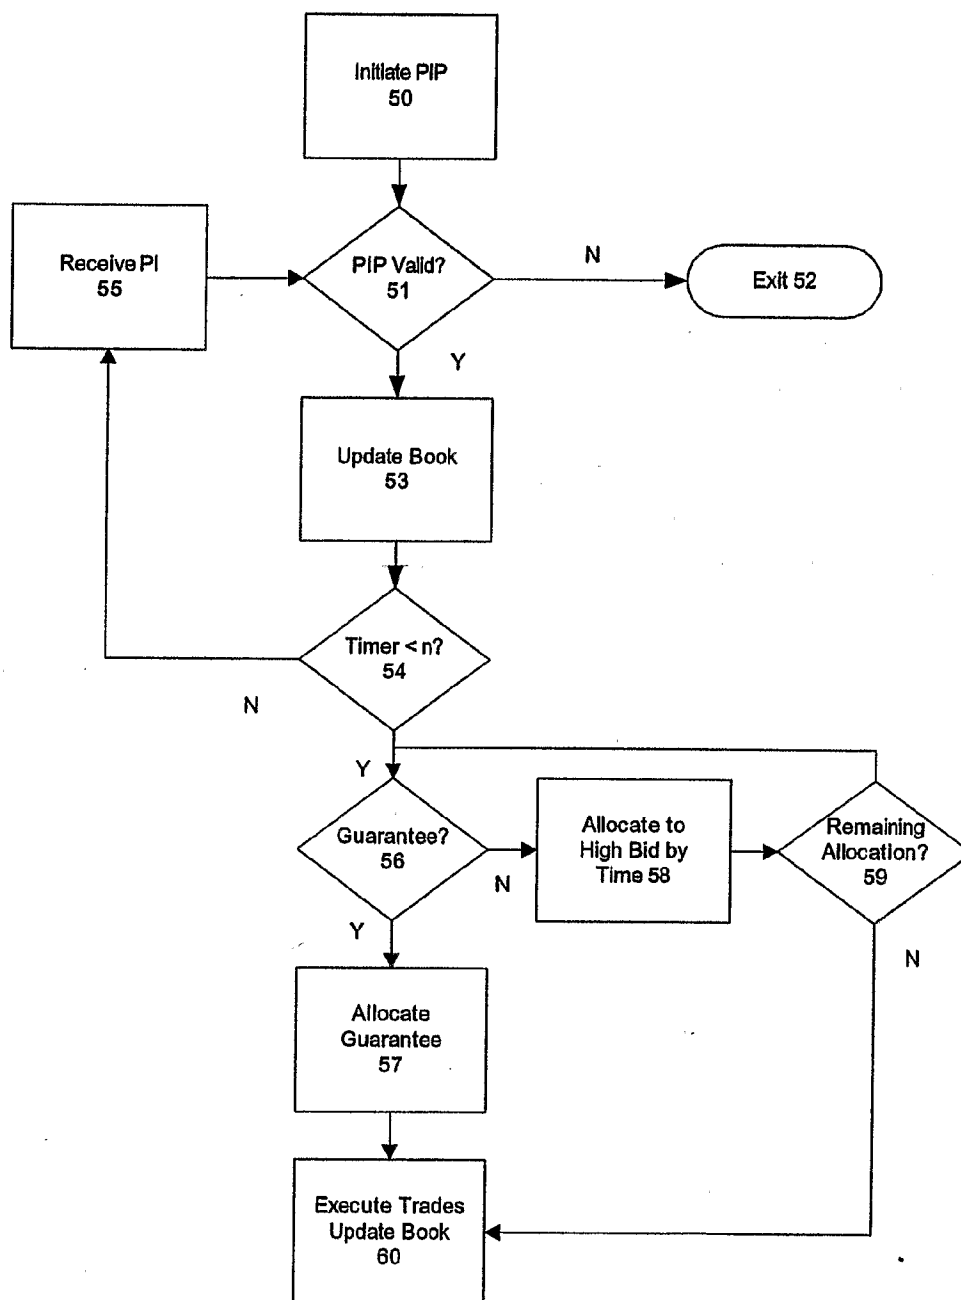 Initiate PIP
50
Receive PI
55
PIP Valid?
51
N
Exit 52
Y
Update Book
53
Timer < n?
54
N
Y
Guarantee?
56
N
Allocate to
High Bid by
Time 58
Remaining
Allocation?
59
Y
N
Allocate
Guarantee
57
Execute Trades
Update Book
60